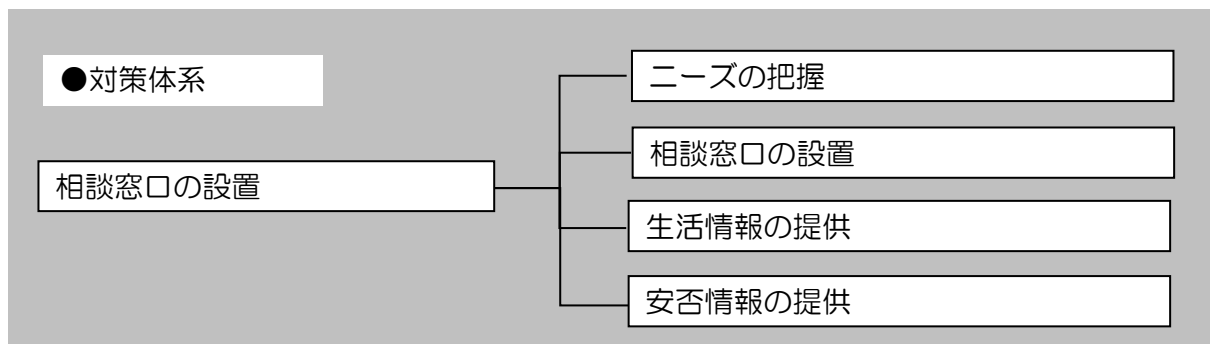 ●対策体系
相談窓口の設置
ニーズの把握
相談窓口の設置
生活情報の提供
安否情報の提供